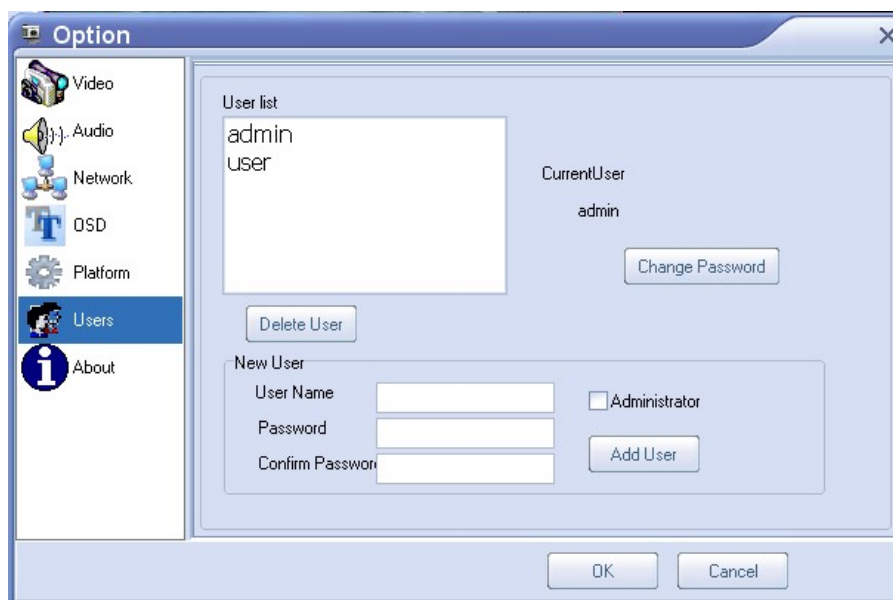 Option
Video
Audio
Network
OSD
Platform
Users
About
User list
admin
user
CurrentUser
admin
Change Password
Delete User
New User
User Name
Administrator
Password
Confirm Passwor
Add User
OK
Cancel